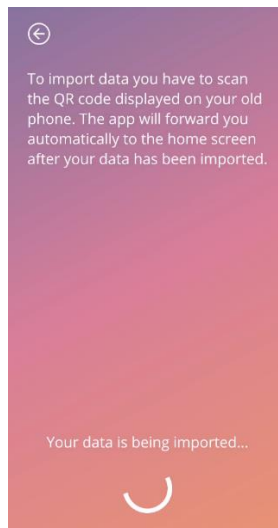 To import data you have to scan
the QR code displayed on your old
phone. The app will forward you
automatically to the home screen
after your data has been imported.
Your data is being imported...